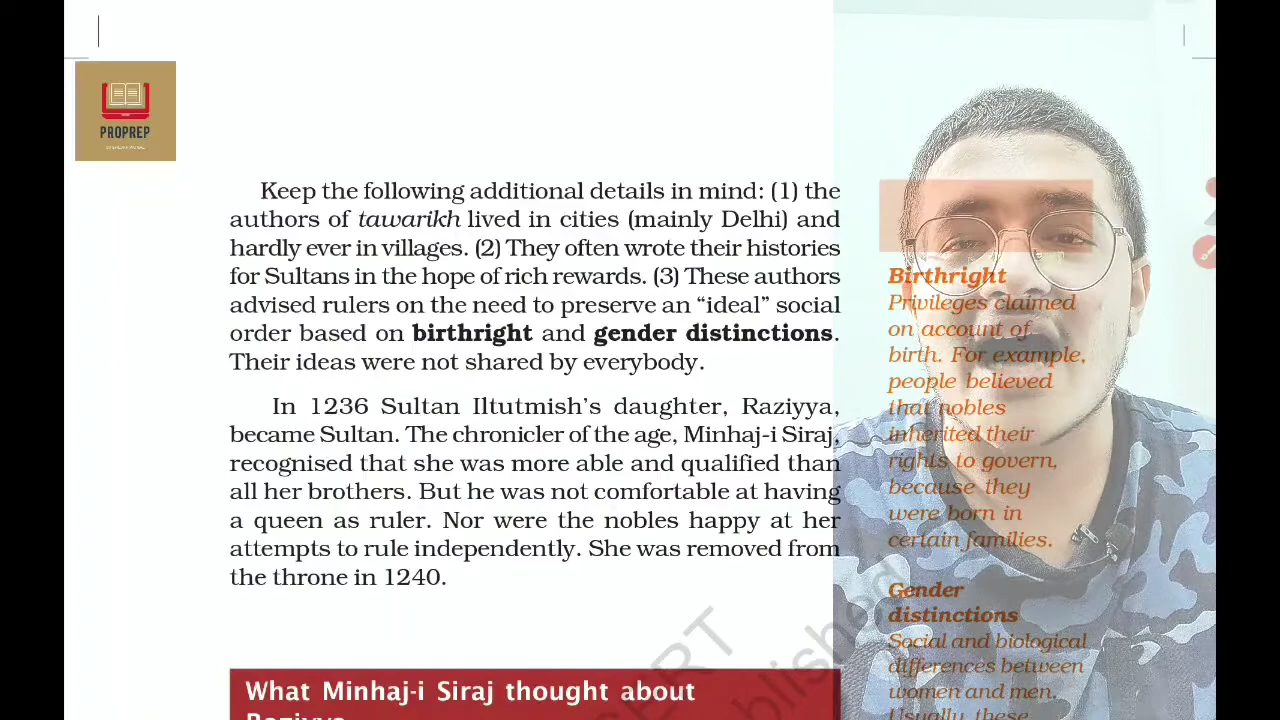 PROPREP
Keep the following additional details in mind: (1) the
authors of tawarikh lived in cities (mainly Delhi) and
hardly ever in villages. (2) They often wrote their histories
for Sultans in the hope of rich rewards. (3) These authors
advised rulers on the need to preserve an “ideal” social
order based on birthright and gender distinctions.
Their ideas were not shared by everybody.
In 1236 Sultan Iltutmish’s daughter, Raziyya,
became Sultan. The chronicler of the age, Minhaj-i Siraj,
recognised that she was more able and qualified than
all her brothers. But he was not comfortable at having
a queen as ruler. Nor were the nobles happy at her
attempts to rule independently. She was removed from
the throne in 1240.
What Minhaj-i Siraj thought about
Raziyya
Birthright
Privileges claimed
on account of
birth. For example,
people believed
that nobles
inherited their
rights to govern,
because they
were born in
certain families.
Gender
distinctions
Social and biological
differences between
women and men.
Usually, these